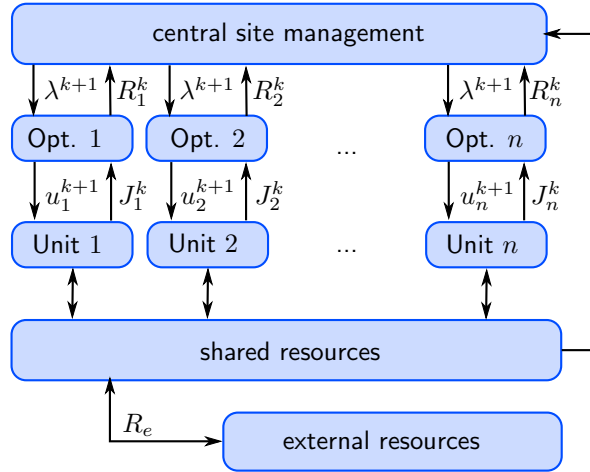 central site management
λ^{k+1} R_1^k λ^{k+1} R_2^k λ^{k+1} R_n^k
Opt. 1 Opt. 2 ... Opt. n
u_1^{k+1} J_1^k u_2^{k+1} J_2^k u_n^{k+1} J_n^k
Unit 1 Unit 2 ... Unit n
shared resources
R_e
external resources